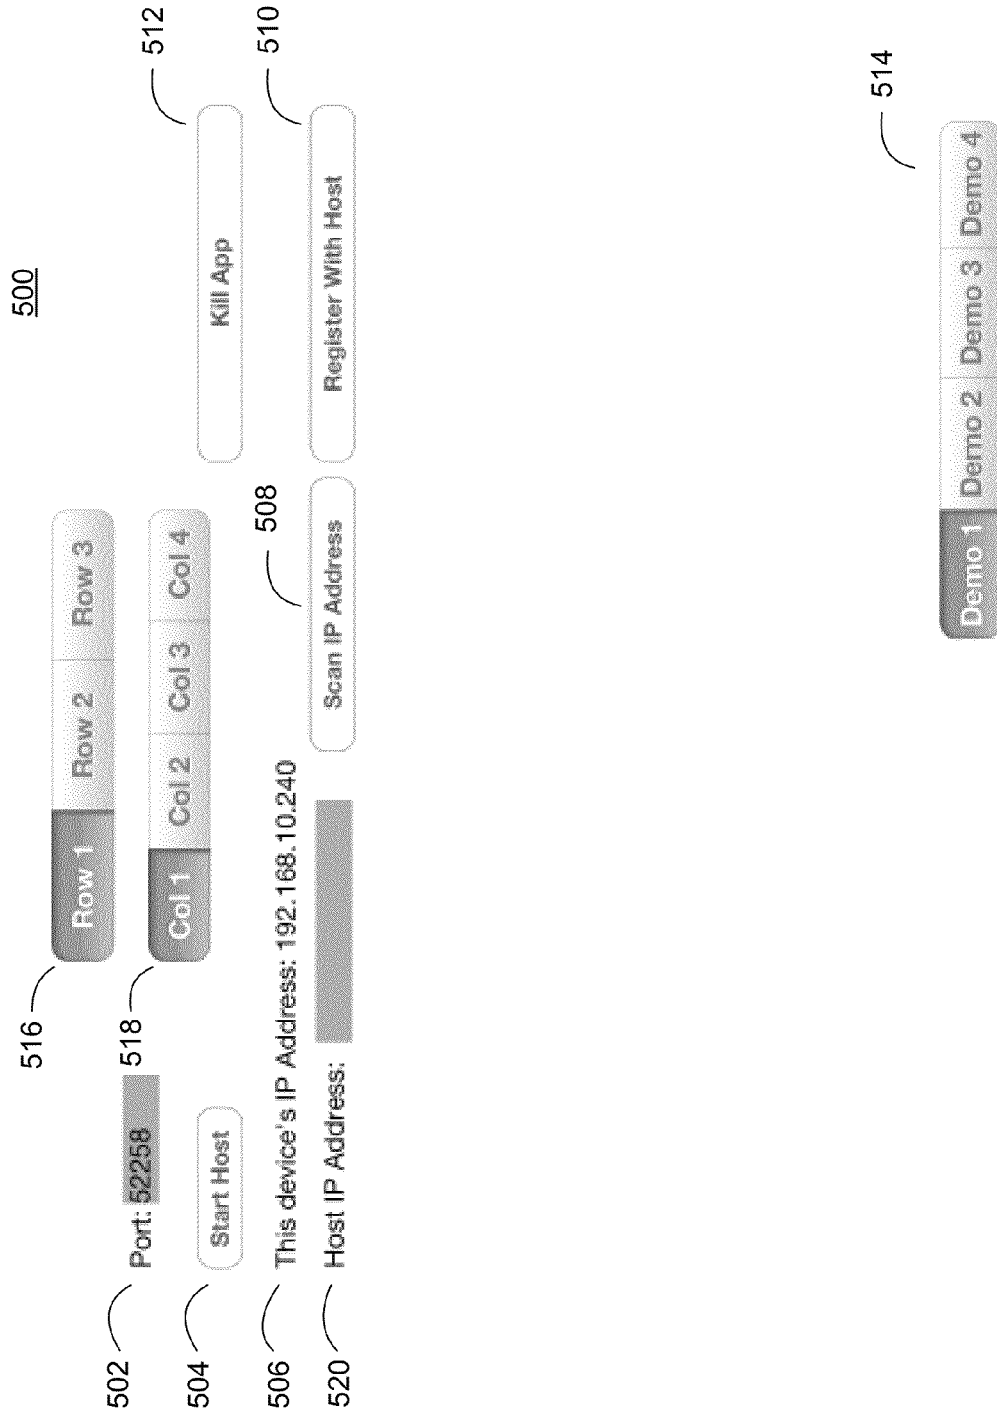 500
516
Row 1 Row 2 Row 3
502
Port: 52258
518
Col 1 Col 2 Col 3 Col 4
512
504
Start Host
Kill App
506
This device's IP Address: 192.168.10.240
508
510
520
Host IP Address:
Scan IP Address
Register With Host
514
Demo 1 Demo 2 Demo 3 Demo 4